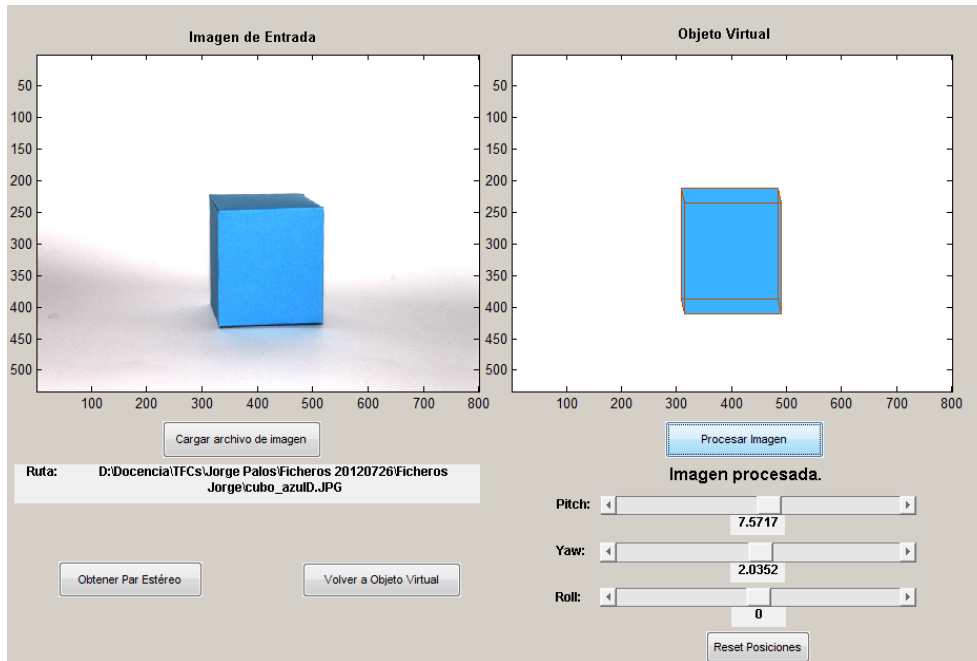 Imagen de Entrada
Objeto Virtual
50
100
150
200
250
300
350
400
450
500
100 200 300 400 500 600 700 800
50
100
150
200
250
300
350
400
450
500
100 200 300 400 500 600 700 800
Cargar archivo de imagen
Procesar Imagen
Ruta: D:\Docencia\TFCs\Jorge Palos\Ficheros 20120726\Ficheros
Jorge\cubo_azulD.JPG
Imagen procesada.
Pitch:
7.5717
Yaw:
2.0352
Roll:
0
Obtener Par Estéreo
Volver a Objeto Virtual
Reset Posiciones